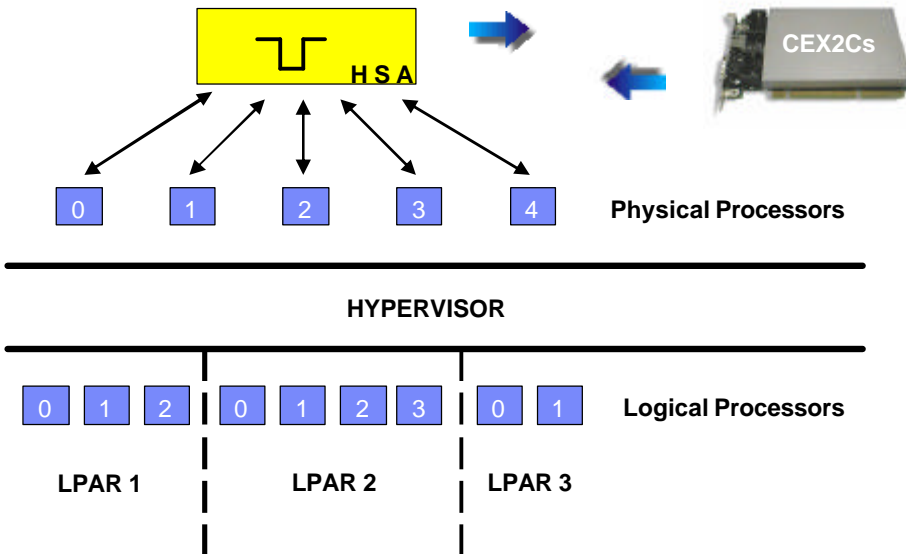 CEX2Cs
H S A
0 1 2 3 4 Physical Processors
HYPERVISOR
0 1 2 0 1 2 3 0 1 Logical Processors
LPAR 1 LPAR 2 LPAR 3